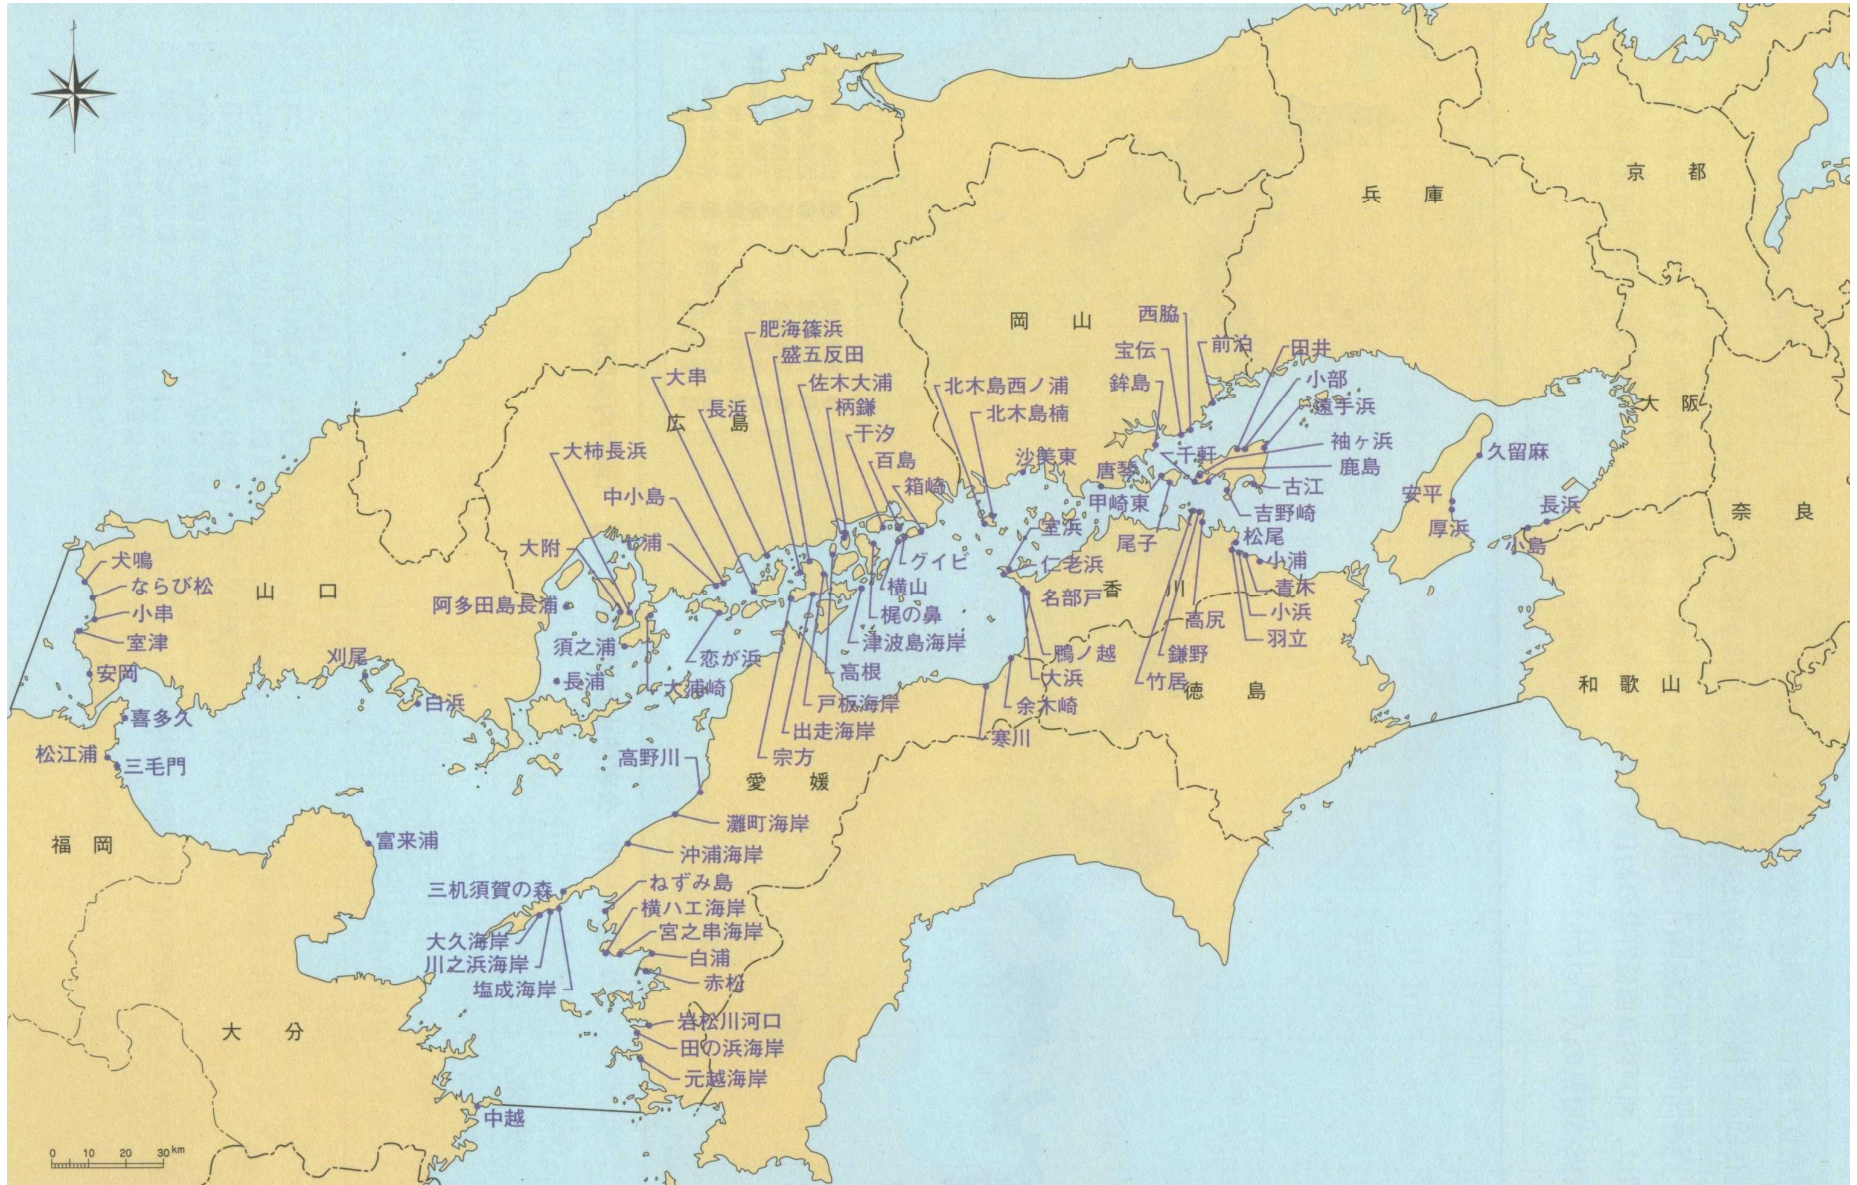 京都
兵庫
岡山
西脇
肥海篠浜
宝伝
前泊
田井
盛五反田
大串
佐木大浦
北木島西ノ浦
鉾島
小部
長浜
柄鎌
北木島楠
遠手浜
大阪
広島
干汐
袖ヶ浜
大柿長浜
百島
沙美東
千軒
久留麻
唐琴
鹿島
中小島
箱崎
甲崎東
古江
安平
長浜
吉野崎
厚浜
奈良
室浜
大附
尾子
松尾
小島
グイビ
仁老浜
小浦
犬鳴
横山
香川
青木
ならび松
山口
阿多田島長浦
名部戸
小串
梶の鼻
高尻
小浜
室津
須之浦
津波島海岸
羽立
刈尾
恋が浜
鴨ノ越
鎌野
安岡
高根
長浦
大浦崎
大浜
竹居
徳島
和歌山
白浜
戸板海岸
余木崎
喜多久
出走海岸
寒川
松江浦
高野川
宗方
三毛門
愛媛
灘町海岸
福岡
富来浦
沖浦海岸
三机須賀の森
ねずみ島
横ハエ海岸
大久海岸
宮之串海岸
川之浜海岸
白浦
塩成海岸
赤松
大分
岩松川河口
田の浜海岸
元越海岸
中越
0 10 20 30km